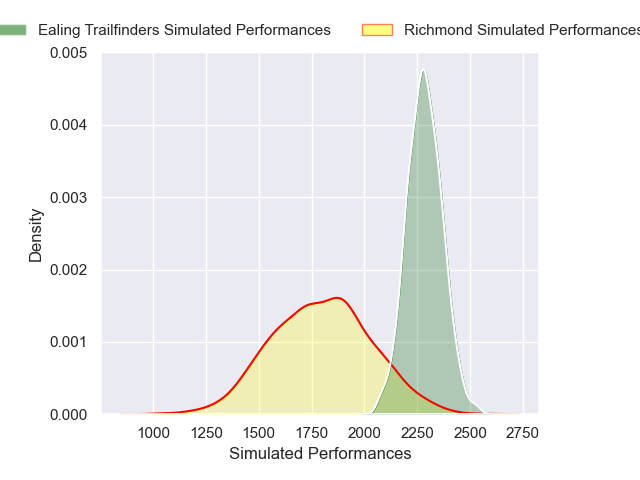 Ealing Trailfinders Simulated Performances
Richmond Simulated Performances
0.005
0.004
0.003
0.002
0.001
0.000
Density
1000 1250 1500 1750 2000 2250 2500 2750
Simulated Performances